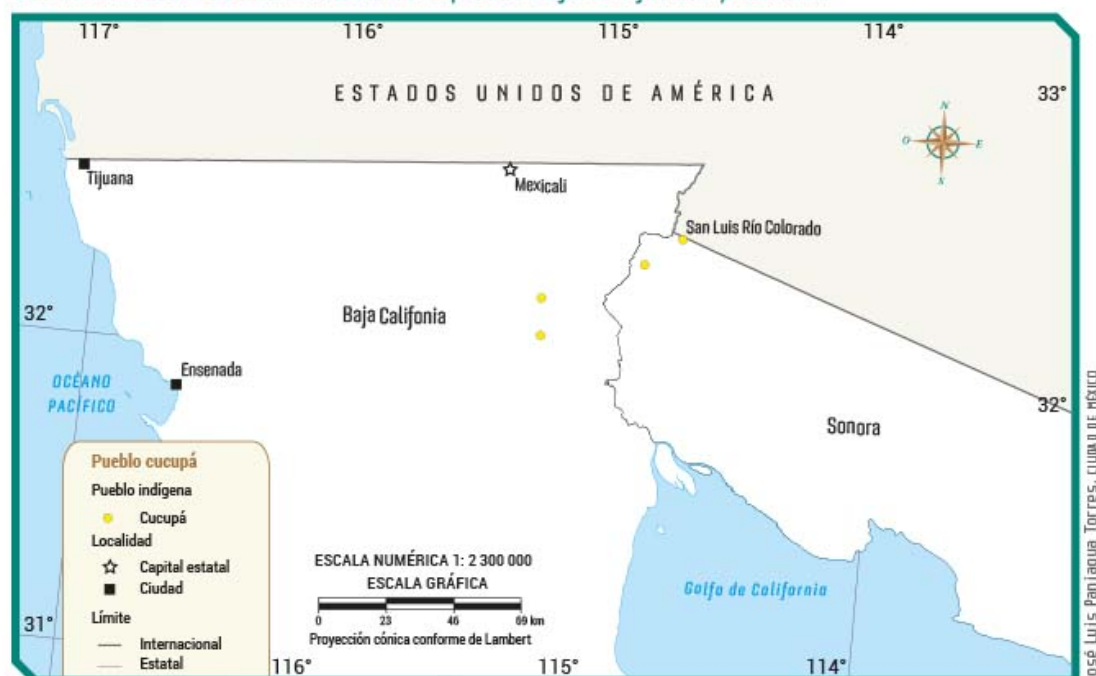 117° 116° 115° 114°
ESTADOS UNIDOS DE AMÉRICA
33°
N
O E
S
Tijuana
Mexicali
San Luis Río Colorado
Baja Califonia
32°
Ensenada
OCÉANO
PACÍFICO
32°
Sonora
Pueblo cucupá
Pueblo indígena
Cucupá
Localidad
Capital estatal
Ciudad
Límite
Internacional
Estatal
ESCALA NUMÉRICA 1: 2 300 000
ESCALA GRÁFICA
0 23 46 69 km
Proyección cónica conforme de Lambert
Golfo de California
31°
116° 115° 114°
José Luis Paniagua Torres, CIUDAD DE MÉXICO